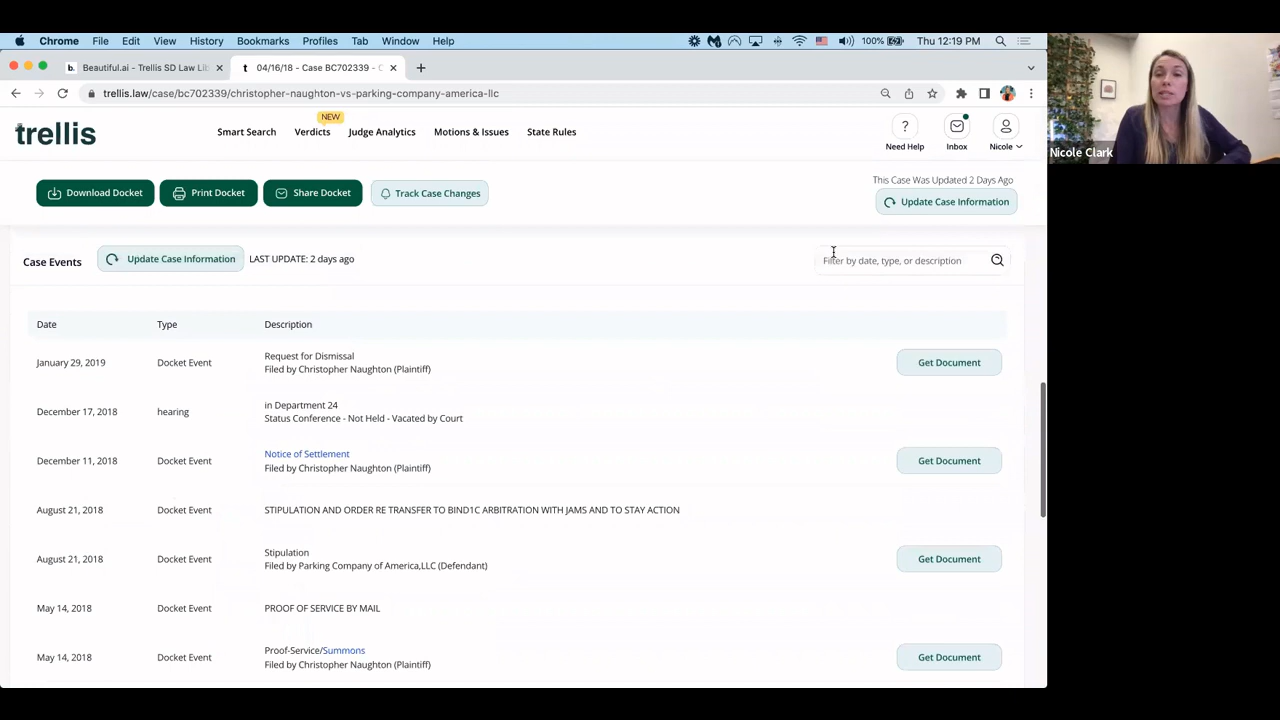 Chrome File Edit View History Bookmarks Profiles Tab Window Help 100% Thu 12:19 PM
b. Beautiful.ai - Trellis SD Law Lib
t 04/16/18 - Case BC702339 - C
trellis.law/case/bc702339/christopher-naughton-vs-parking-company-america-llc
trellis
Smart Search
Verdicts
NEW
Judge Analytics
Motions & Issues
State Rules
? Need Help
Inbox
Nicole
Nicole Clark
Download Docket
Print Docket
Share Docket
Track Case Changes
This Case Was Updated 2 Days Ago
Update Case Information
Case Events
Update Case Information
LAST UPDATE: 2 days ago
Filter by date, type, or description
Date Type Description
January 29, 2019 Docket Event Request for Dismissal
Filed by Christopher Naughton (Plaintiff)
Get Document
December 17, 2018 hearing in Department 24
Status Conference - Not Held - Vacated by Court
December 11, 2018 Docket Event Notice of Settlement
Filed by Christopher Naughton (Plaintiff)
Get Document
August 21, 2018 Docket Event STIPULATION AND ORDER RE TRANSFER TO BIND1C ARBITRATION WITH JAMS AND TO STAY ACTION
August 21, 2018 Docket Event Stipulation
Filed by Parking Company of America,LLC (Defendant)
Get Document
May 14, 2018 Docket Event PROOF OF SERVICE BY MAIL
May 14, 2018 Docket Event Proof-Service/Summons
Filed by Christopher Naughton (Plaintiff)
Get Document